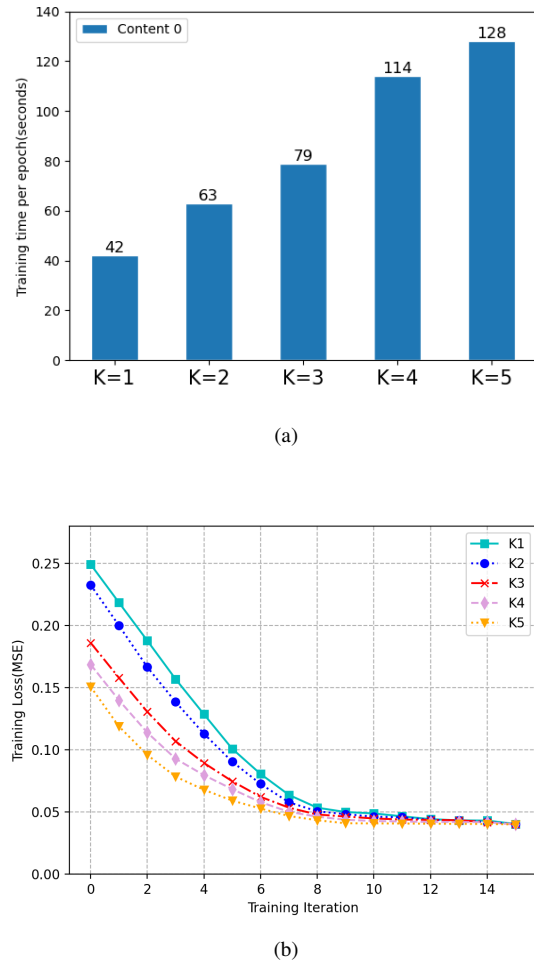 140
120
100
80
60
40
20
0
Training time per epoch(seconds)
Content 0
42
63
79
114
128
K=1 K=2 K=3 K=4 K=5
(a)
0.25
0.20
0.15
0.10
0.05
0.00
Training Loss(MSE)
K1
K2
K3
K4
K5
0 2 4 6 8 10 12 14
Training Iteration
(b)